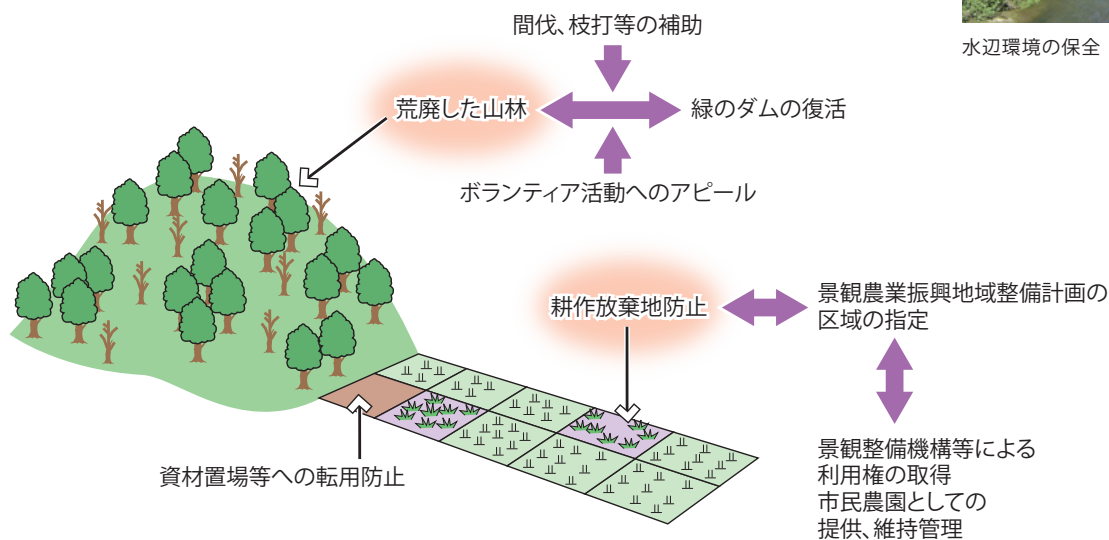 間伐、枝打等の補助
水辺環境の保全
荒廃した山林
緑のダムの復活
ボランティア活動へのアピール
耕作放棄地防止
景観農業振興地域整備計画の
区域の指定
資材置場等への転用防止
景観整備機構等による
利用権の取得
市民農園としての
提供、維持管理